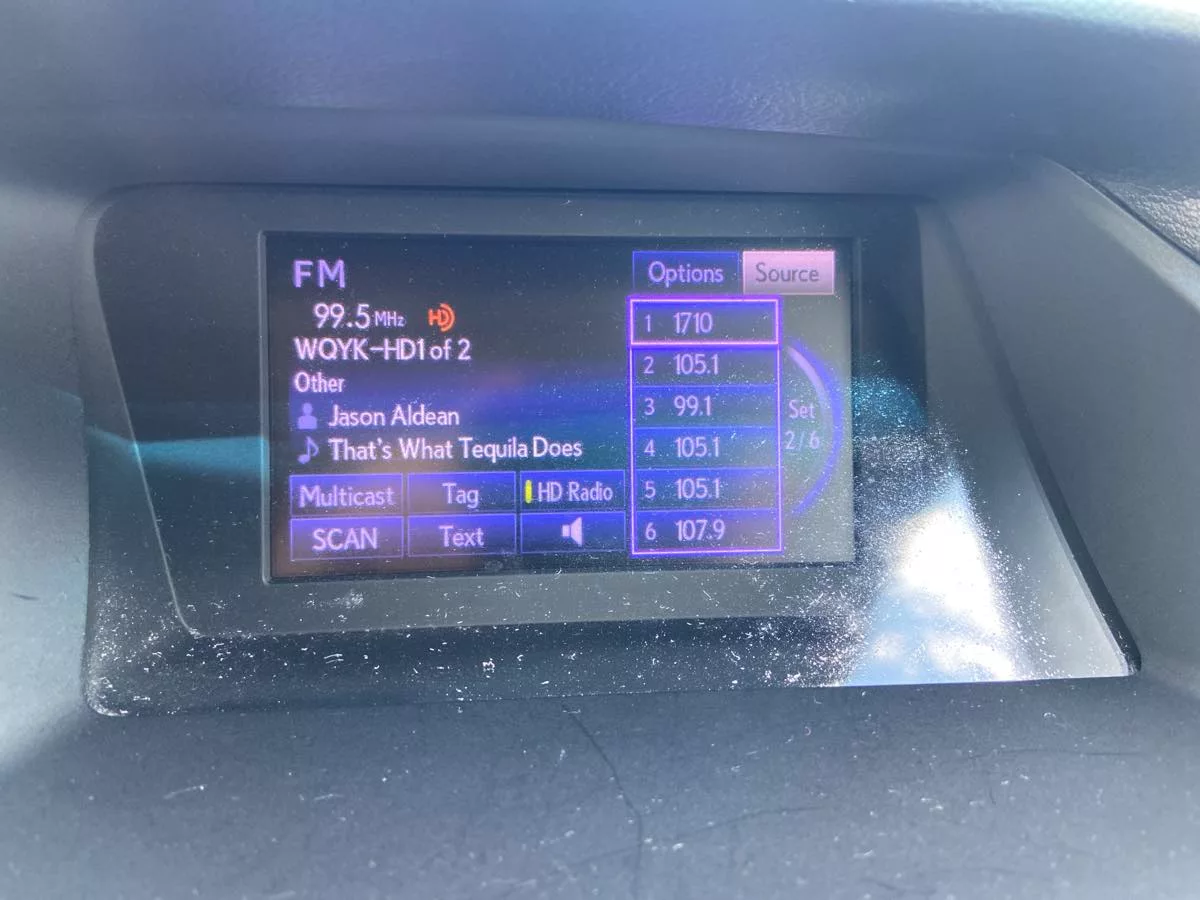 FM
99.5 MHz HD
WQYK-HD1 of 2
Other
Jason Aldean
That's What Tequila Does
Multicast Tag HD Radio
SCAN Text
Options Source
1 1710
2 105.1
3 99.1
4 105.1
5 105.1
6 107.9
Set
2/6